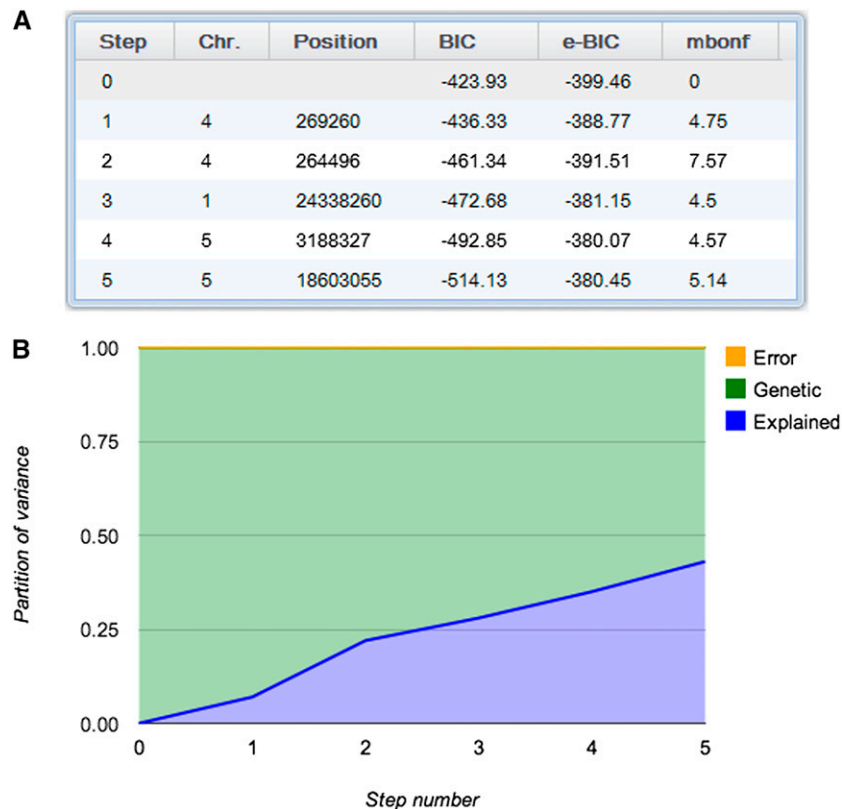 A
Step Chr. Position BIC e-BIC mbonf
0 -423.93 -399.46 0
1 4 269260 -436.33 -388.77 4.75
2 4 264496 -461.34 -391.51 7.57
3 1 24338260 -472.68 -381.15 4.5
4 5 3188327 -492.85 -380.07 4.57
5 5 18603055 -514.13 -380.45 5.14
B
Partition of variance
1.00
0.75
0.50
0.25
0.00
0 1 2 3 4 5
Step number
Error
Genetic
Explained